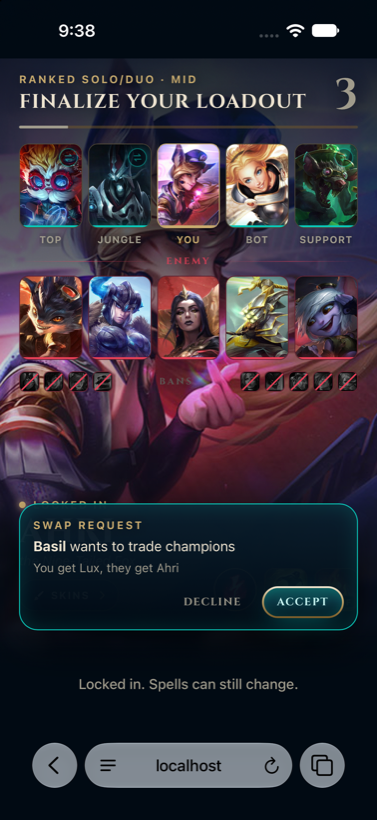 9:38
RANKED SOLO/DUO · MID
FINALIZE YOUR LOADOUT
3
TOP
JUNGLE
YOU
BOT
SUPPORT
ENEMY
BANS
LOCKED IN
SWAP REQUEST
Basil wants to trade champions
You get Lux, they get Ahri
DECLINE
ACCEPT
Locked in. Spells can still change.
localhost